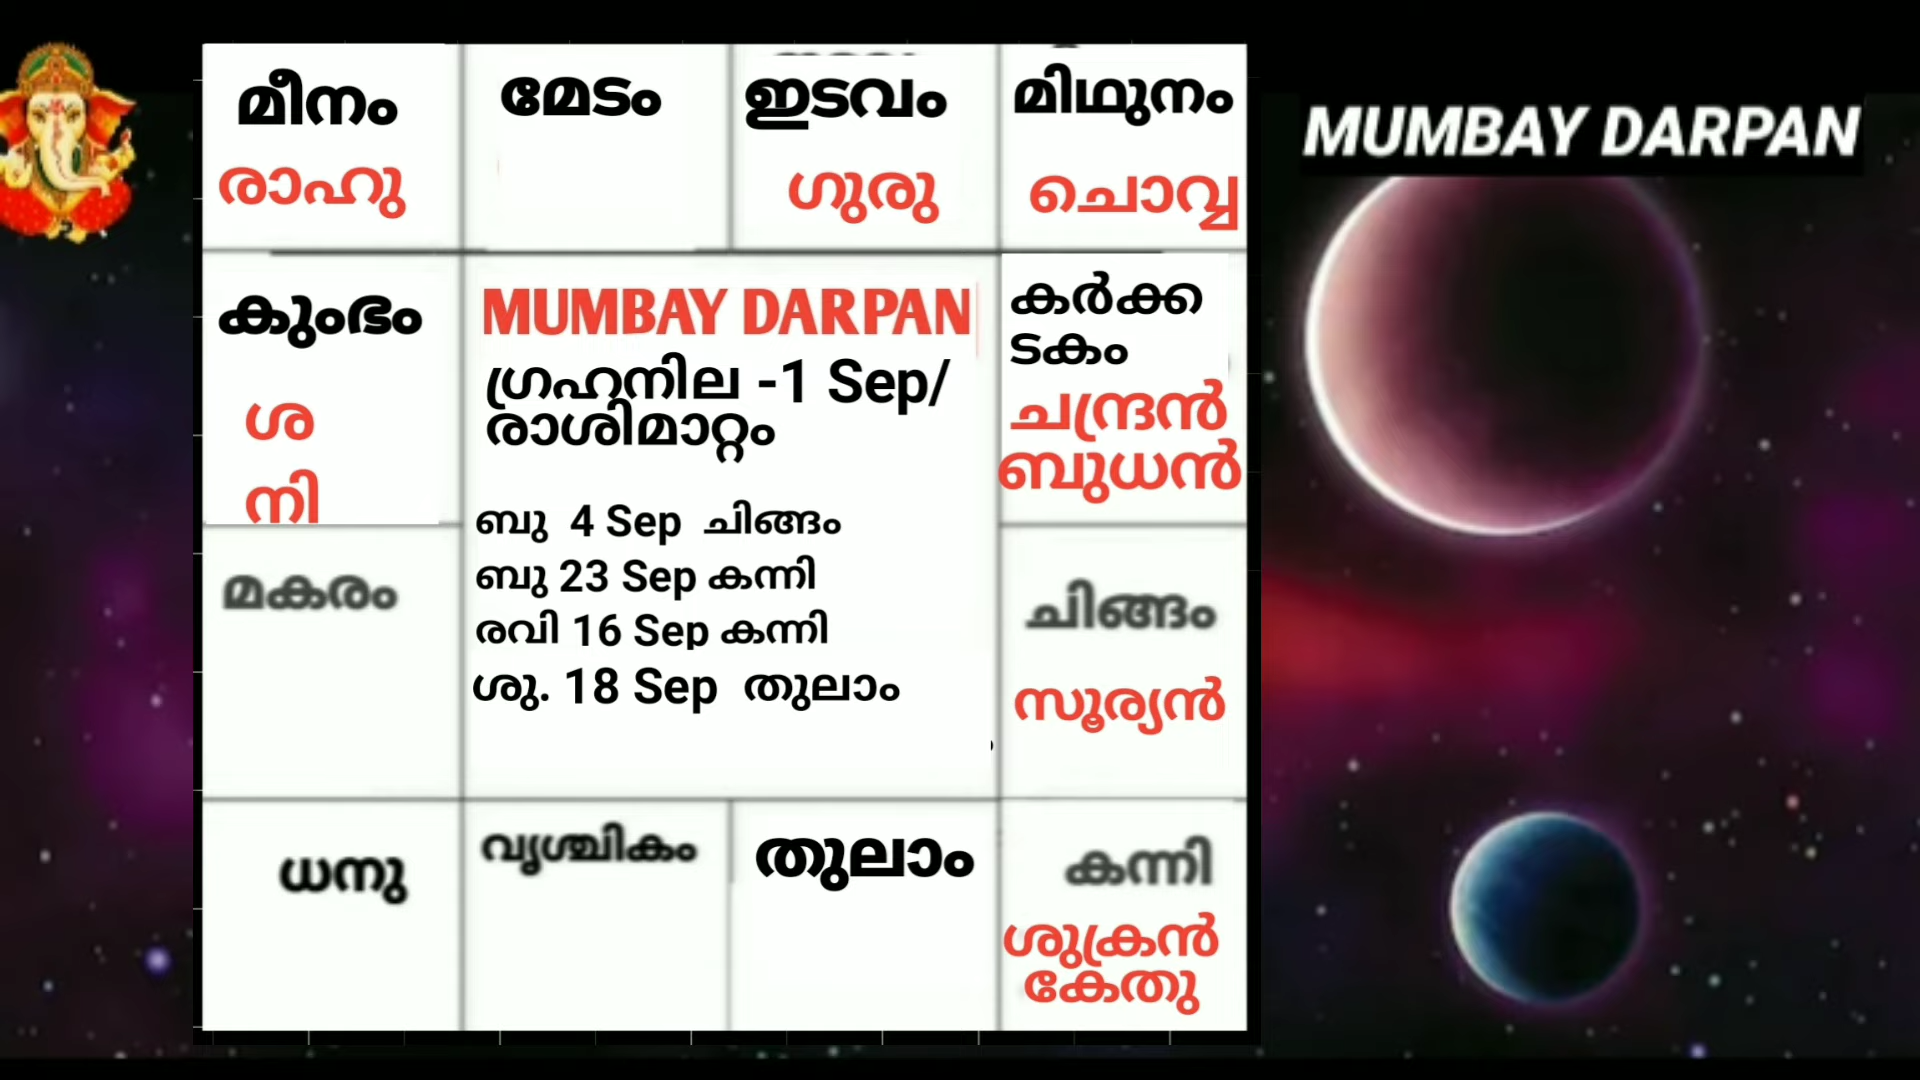 മീനം
രാഹു
മേടം
ഇടവം
ഗുരു
മിഥുനം
ചൊവ്വ
MUMBAY DARPAN
കുംഭം
ശ
നി
MUMBAY DARPAN
ഗ്രഹനില -1 Sep/
രാശിമാറ്റം
ബു 4 Sep ചിങ്ങം
ബു 23 Sep കന്നി
രവി 16 Sep കന്നി
ശു. 18 Sep തുലാം
കർക്ക
ടകം
ചന്ദ്രൻ
ബുധൻ
മകരം
ചിങ്ങം
സൂര്യൻ
ധനു
വൃശ്ചികം
തുലാം
കന്നി
ശുക്രൻ
കേതു